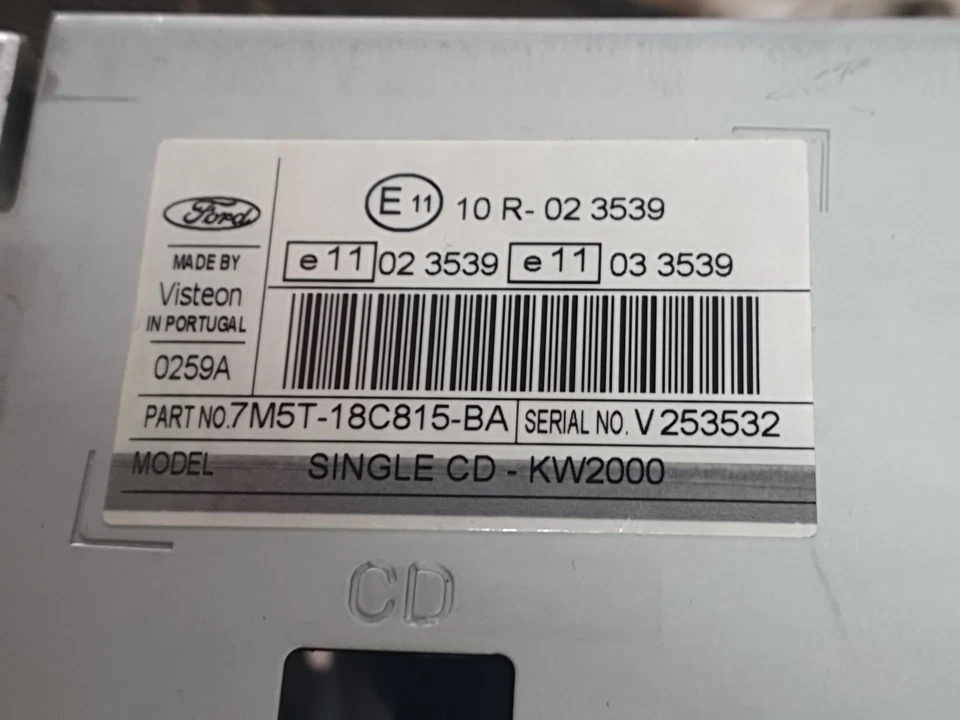 Ford
MADE BY
Visteon
IN PORTUGAL
0259A
E 11 10 R- 02 3539
e 11 02 3539 e 11 03 3539
PART NO. 7M5T-18C815-BA SERIAL NO. V 253532
MODEL SINGLE CD - KW2000
CD